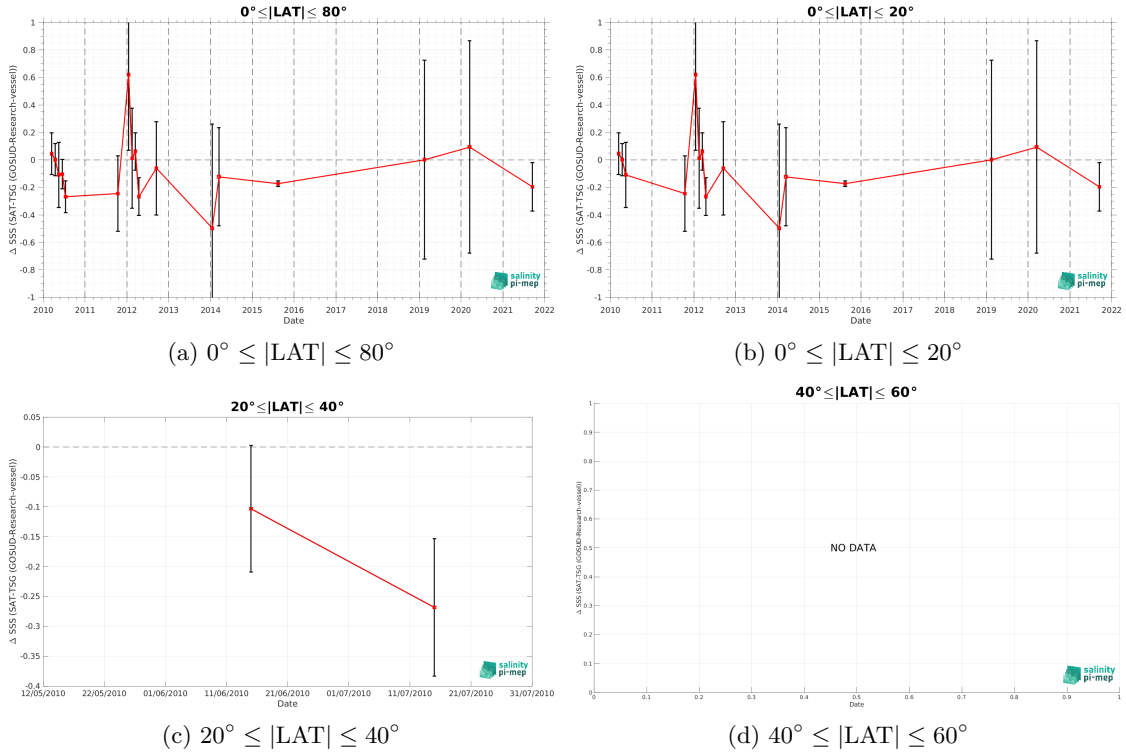 0°≤|LAT|≤ 80°
Δ SSS (SAT-TSG (GOSUD-Research-vessel))
1
0.8
0.6
0.4
0.2
0
-0.2
-0.4
-0.6
-0.8
-1
2010 2011 2012 2013 2014 2015 2016 2017 2018 2019 2020 2021 2022
Date
salinity
pi-mep
(a) 0° ≤ |LAT| ≤ 80°
0°≤|LAT|≤ 20°
Δ SSS (SAT-TSG (GOSUD-Research-vessel))
1
0.8
0.6
0.4
0.2
0
-0.2
-0.4
-0.6
-0.8
-1
2010 2011 2012 2013 2014 2015 2016 2017 2018 2019 2020 2021 2022
Date
salinity
pi-mep
(b) 0° ≤ |LAT| ≤ 20°
20°≤|LAT|≤ 40°
Δ SSS (SAT-TSG (GOSUD-Research-vessel))
0.05
0
-0.05
-0.1
-0.15
-0.2
-0.25
-0.3
-0.35
-0.4
12/05/2010 22/05/2010 01/06/2010 11/06/2010 21/06/2010 01/07/2010 11/07/2010 21/07/2010 31/07/2010
Date
salinity
pi-mep
(c) 20° ≤ |LAT| ≤ 40°
40°≤|LAT|≤ 60°
Δ SSS (SAT-TSG (GOSUD-Research-vessel))
1
0.9
0.8
0.7
0.6
0.5
0.4
0.3
0.2
0.1
0
NO DATA
0 0.1 0.2 0.3 0.4 0.5 0.6 0.7 0.8 0.9 1
Date
salinity
pi-mep
(d) 40° ≤ |LAT| ≤ 60°